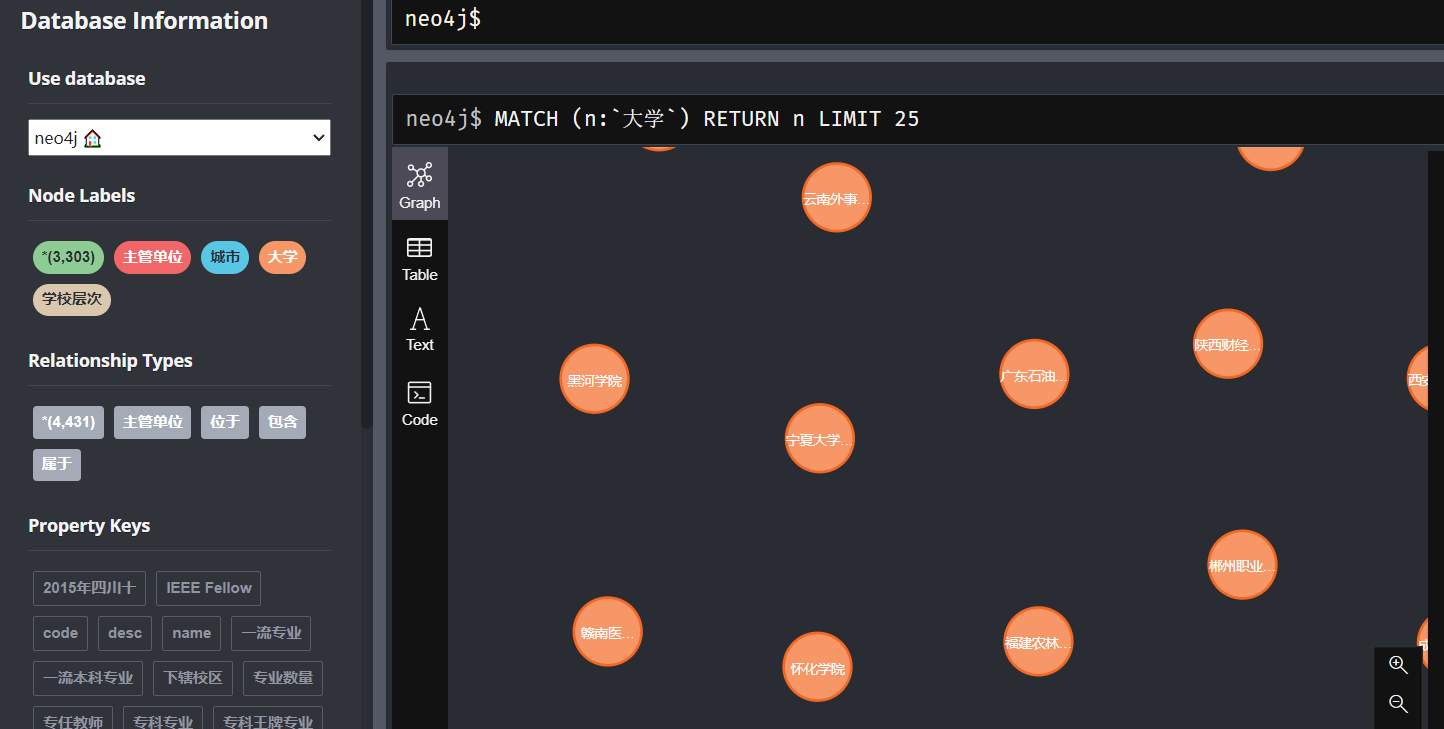 Database Information
Use database
neo4j
Node Labels
*(3,303) 主管单位 城市 大学
学校层次
Relationship Types
*(4,431) 主管单位 位于 包含
属于
Property Keys
2015年四川十 IEEE Fellow
code desc name 一流专业
一流本科专业 下辖校区 专业数量
专任教师 专科专业 专科王牌专业
neo4j$
neo4j$ MATCH (n:`大学`) RETURN n LIMIT 25
Graph
Table
Text
Code
云南外事...
陕西财经...
广东石油...
黑河学院
西安
宁夏大学...
郴州职业...
赣南医...
福建农林...
怀化学院